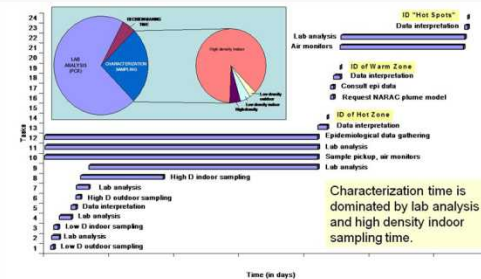 ID "Hot Spots"
Data interpretation
Lab analysis
Air monitors
ID of Warm Zone
Data interpretation
Consult epi data
Request NARAC plume model
ID of Hot Zone
Data interpretation
Epidemiological data gathering
Lab analysis
Sample pickup, air monitors
Lab analysis
High D indoor sampling
Lab analysis
High D outdoor sampling
Data interpretation
Lab analysis
Low D indoor sampling
Lab analysis
Low D outdoor sampling
24
23
22
21
20
19
18
17
16
15
14
13
12
11
10
9
8
7
6
5
4
3
2
1
Tasks
Time (in days)
DECISION MAKING
TIME
LAB
ANALYSIS
(PCR)
CHARACTERIZATION
SAMPLING
High density indoor
Low density
outdoor
Low density indoor
High density
Characterization time is
dominated by lab analysis
and high density indoor
sampling time.